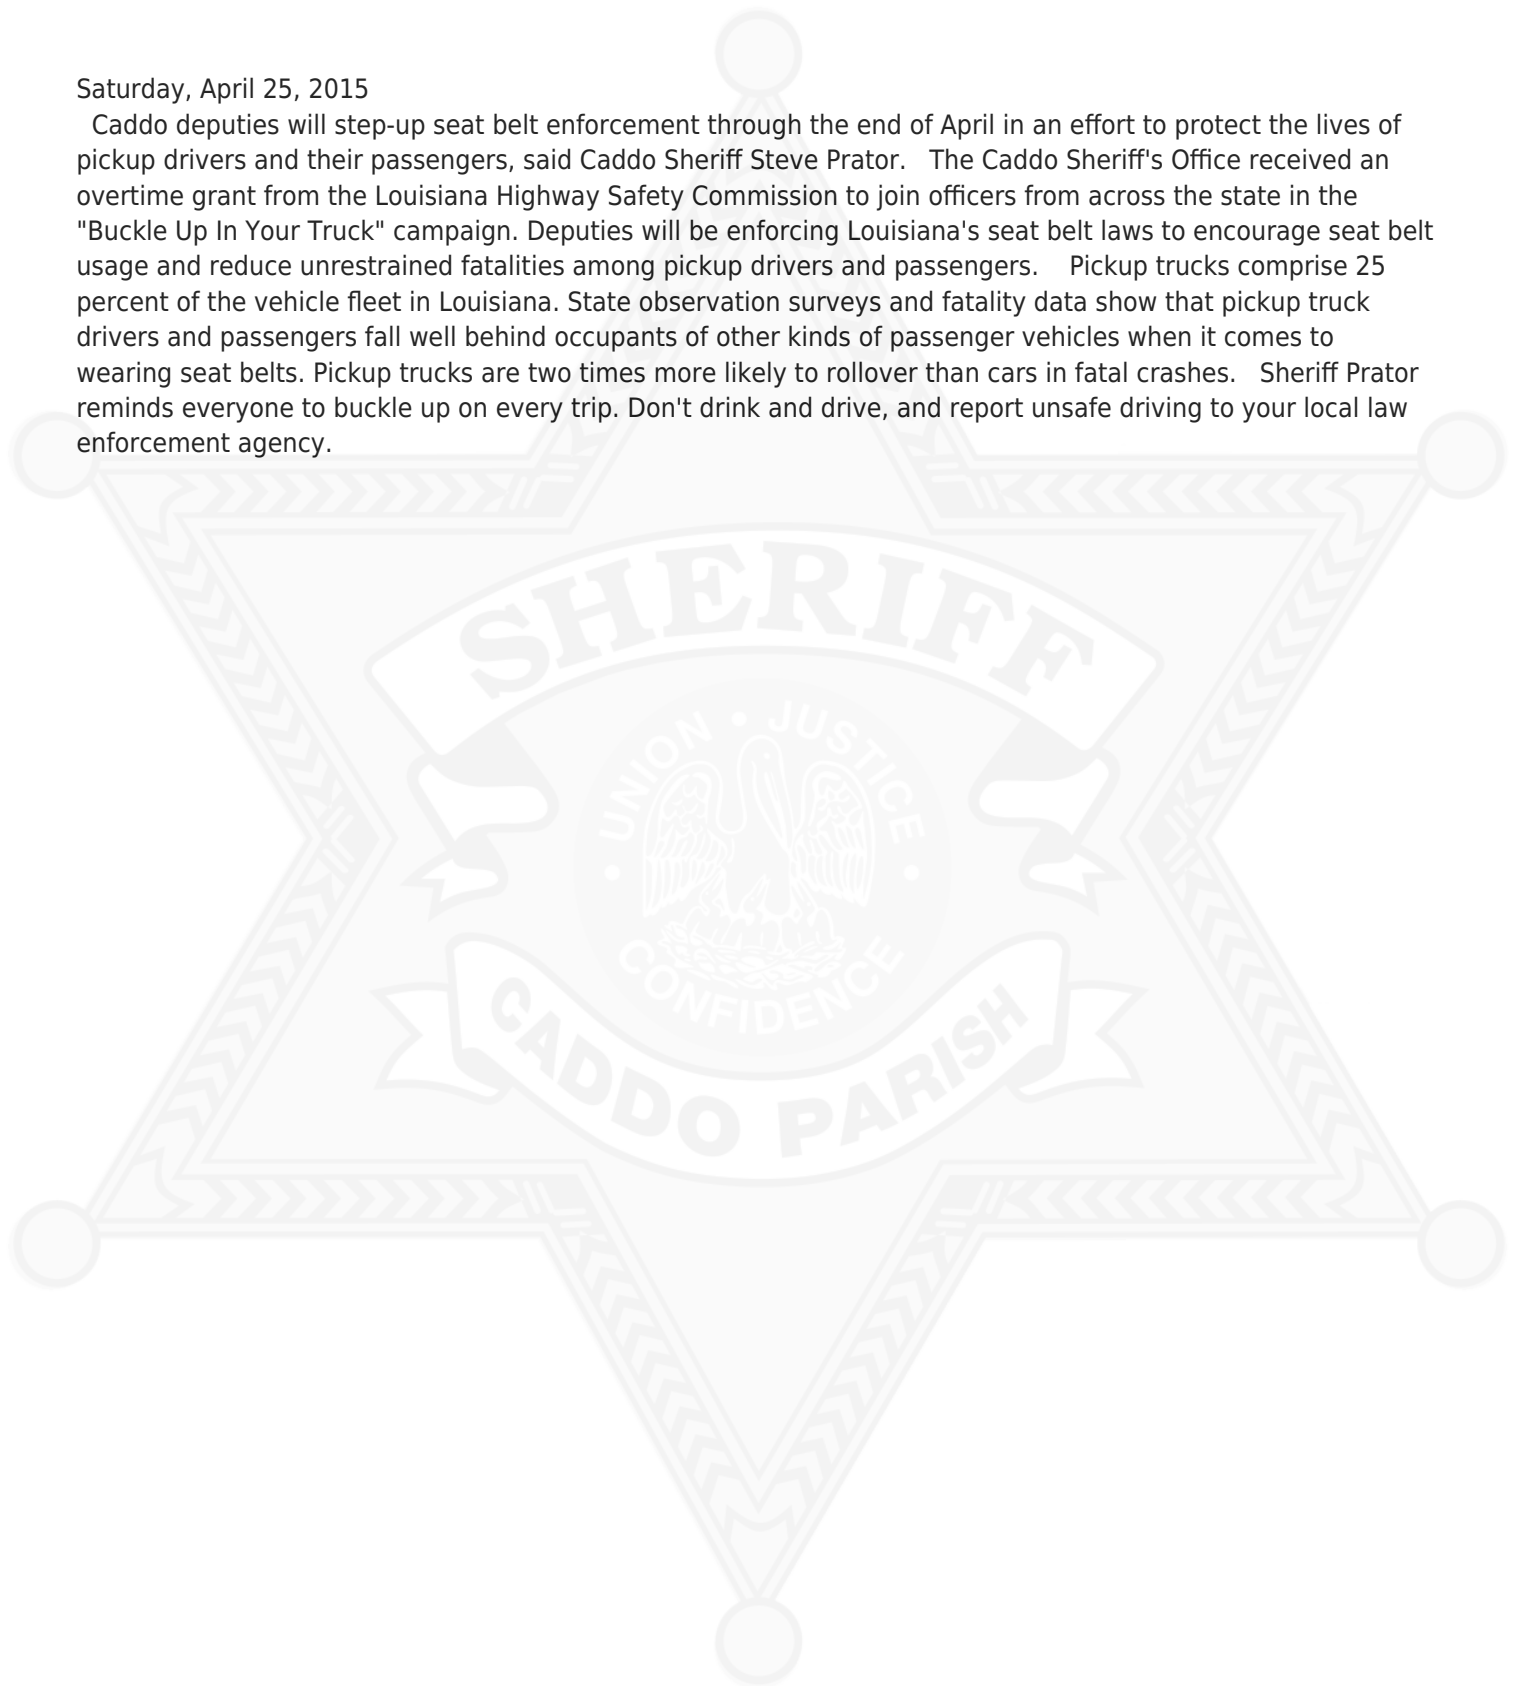 Saturday, April 25, 2015
Caddo deputies will step-up seat belt enforcement through the end of April in an effort to protect the lives of
pickup drivers and their passengers, said Caddo Sheriff Steve Prator.   The Caddo Sheriff's Office received an
overtime grant from the Louisiana Highway Safety Commission to join officers from across the state in the
"Buckle Up In Your Truck" campaign. Deputies will be enforcing Louisiana's seat belt laws to encourage seat belt
usage and reduce unrestrained fatalities among pickup drivers and passengers.    Pickup trucks comprise 25
percent of the vehicle fleet in Louisiana. State observation surveys and fatality data show that pickup truck
drivers and passengers fall well behind occupants of other kinds of passenger vehicles when it comes to
wearing seat belts. Pickup trucks are two times more likely to rollover than cars in fatal crashes.   Sheriff Prator
reminds everyone to buckle up on every trip. Don't drink and drive, and report unsafe driving to your local law
enforcement agency.
SHERIFF
UNION • JUSTICE
• CONFIDENCE •
CADDO PARISH